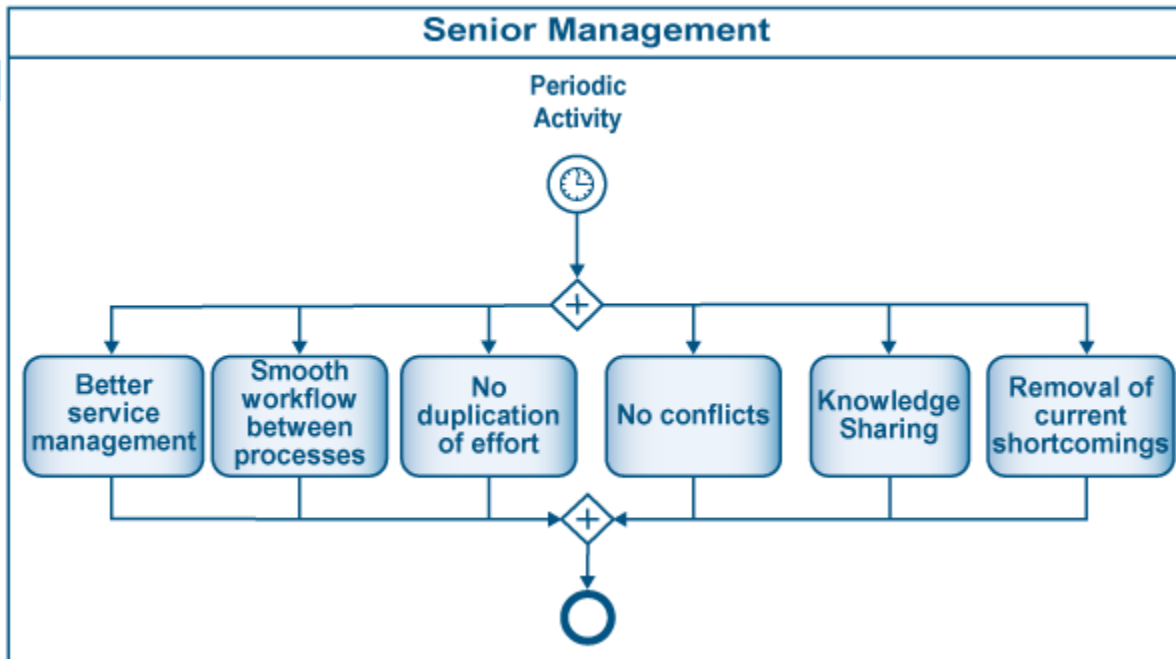 Senior Management
Periodic
Activity
Better
service
management
Smooth
workflow
between
processes
No
duplication
of effort
No conflicts
Knowledge
Sharing
Removal of
current
shortcomings